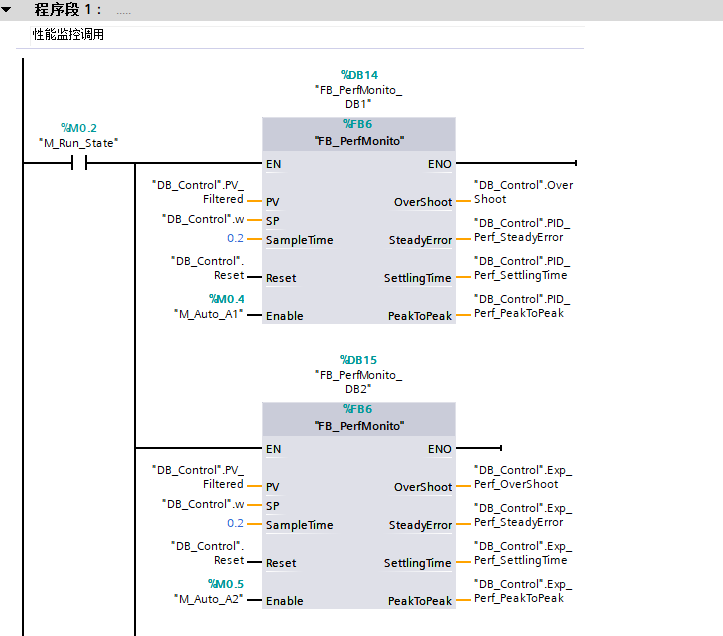 程序段 1： .....
性能监控调用
%DB14
"FB_PerfMonito_
DB1"
%FB6
"FB_PerfMonito"
%M0.2
"M_Run_State"
EN
ENO
"DB_Control".PV_
Filtered
PV
"DB_Control".w
SP
0.2
SampleTime
"DB_Control".
Reset
Reset
%M0.4
"M_Auto_A1"
Enable
OverShoot
"DB_Control".Over
Shoot
SteadyError
"DB_Control".PID_
Perf_SteadyError
SettlingTime
"DB_Control".PID_
Perf_SettlingTime
PeakToPeak
"DB_Control".PID_
Perf_PeakToPeak
%DB15
"FB_PerfMonito_
DB2"
%FB6
"FB_PerfMonito"
EN
ENO
"DB_Control".PV_
Filtered
PV
"DB_Control".w
SP
0.2
SampleTime
"DB_Control".
Reset
Reset
%M0.5
"M_Auto_A2"
Enable
OverShoot
"DB_Control".Exp_
Perf_OverShoot
SteadyError
"DB_Control".Exp_
Perf_SteadyError
SettlingTime
"DB_Control".Exp_
Perf_SettlingTime
PeakToPeak
"DB_Control".Exp_
Perf_PeakToPeak